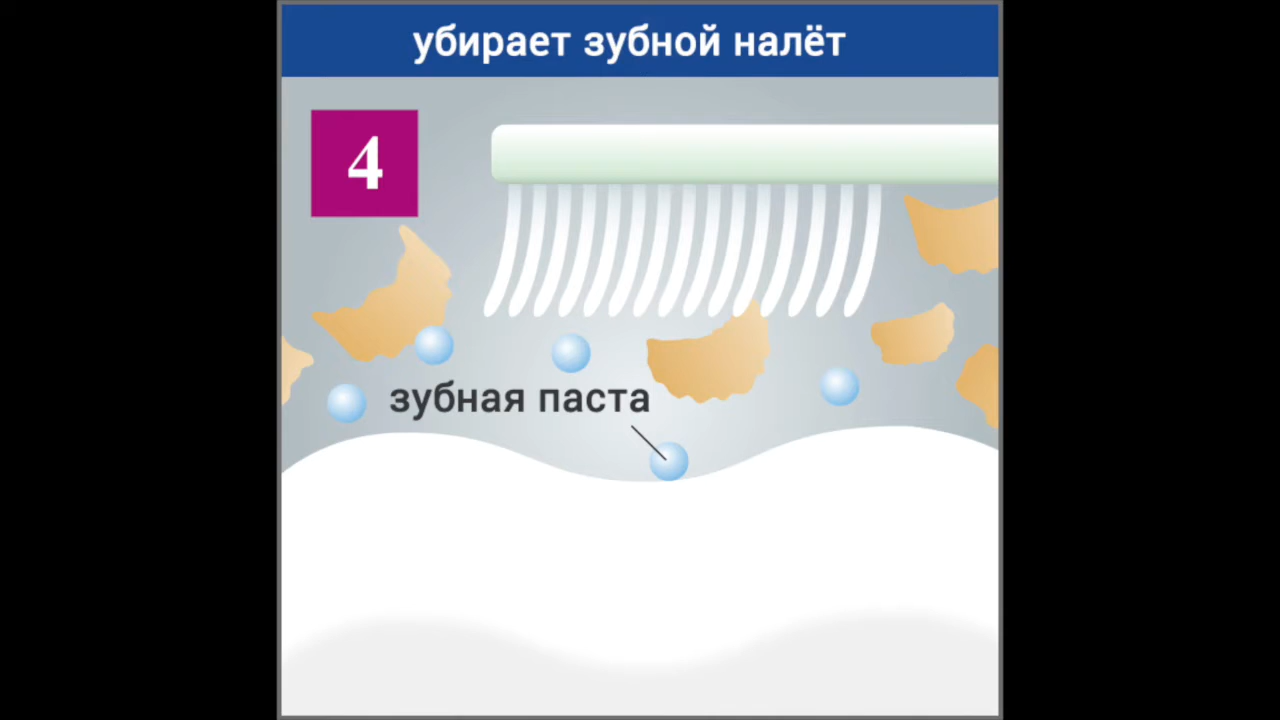 убирает зубной налёт
4
зубная паста